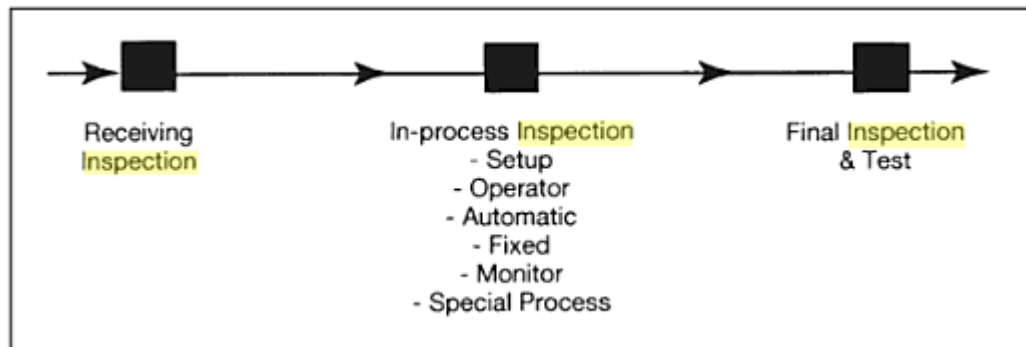 Receiving
Inspection
In-process Inspection
- Setup
- Operator
- Automatic
- Fixed
- Monitor
- Special Process
Final Inspection
& Test